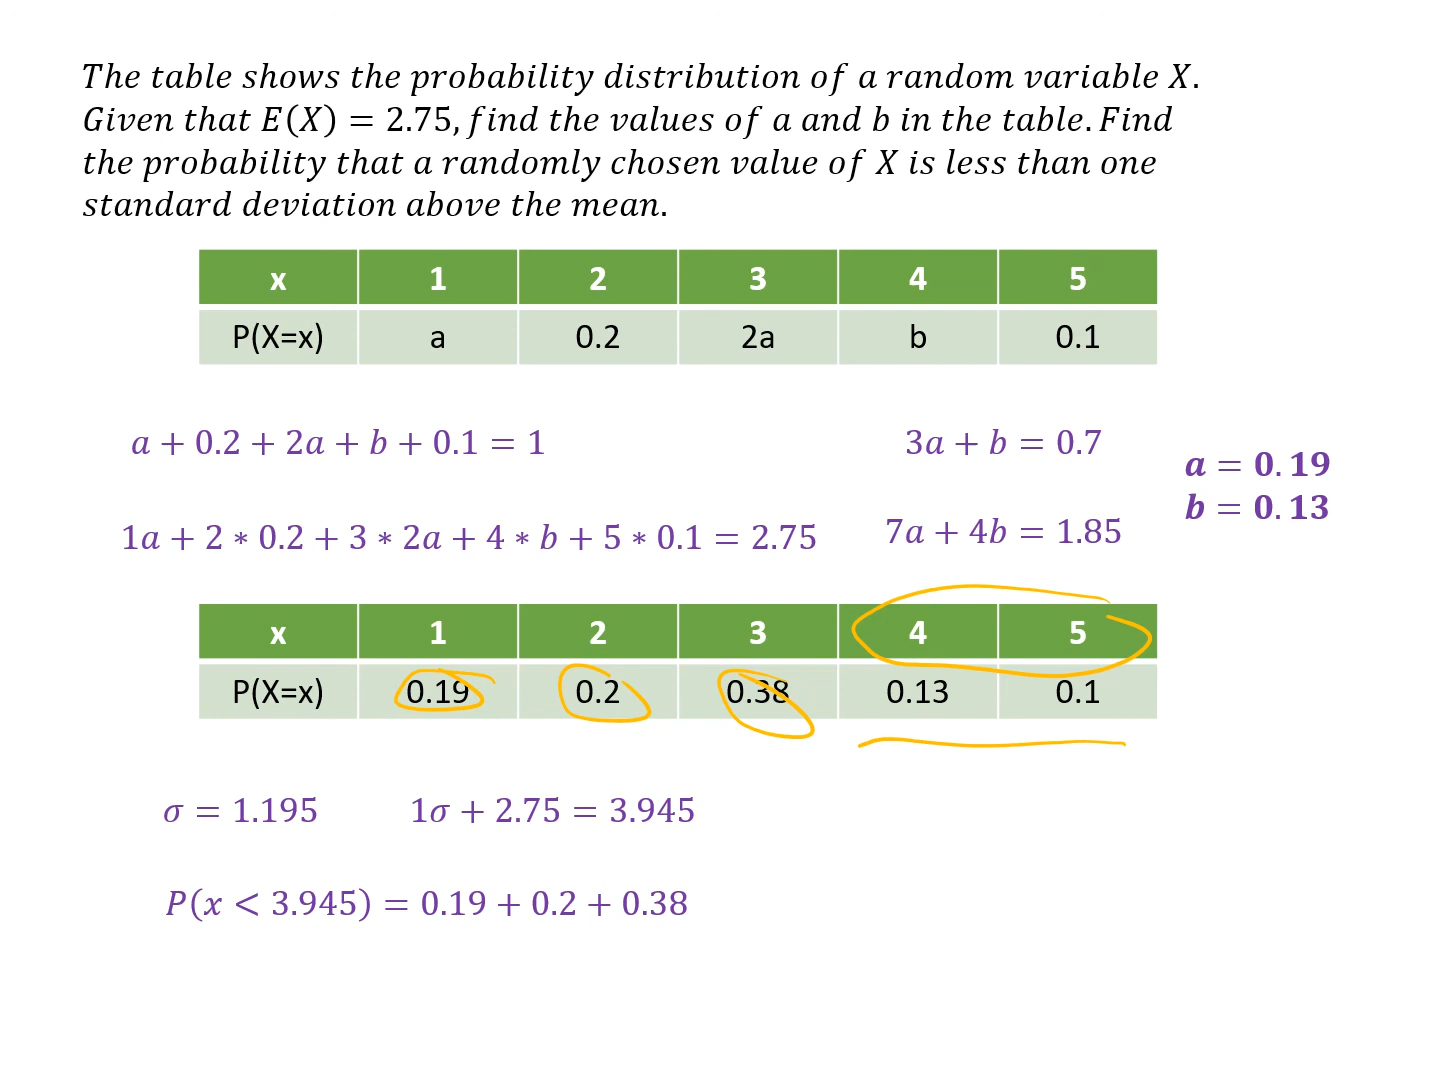 The table shows the probability distribution of a random variable X.
Given that E(X) = 2.75, find the values of a and b in the table. Find
the probability that a randomly chosen value of X is less than one
standard deviation above the mean.
x 1 2 3 4 5
P(X=x) a 0.2 2a b 0.1
a + 0.2 + 2a + b + 0.1 = 1
3a + b = 0.7
a = 0.19
b = 0.13
1a + 2 * 0.2 + 3 * 2a + 4 * b + 5 * 0.1 = 2.75
7a + 4b = 1.85
x 1 2 3 4 5
P(X=x) 0.19 0.2 0.38 0.13 0.1
σ = 1.195
1σ + 2.75 = 3.945
P(x < 3.945) = 0.19 + 0.2 + 0.38